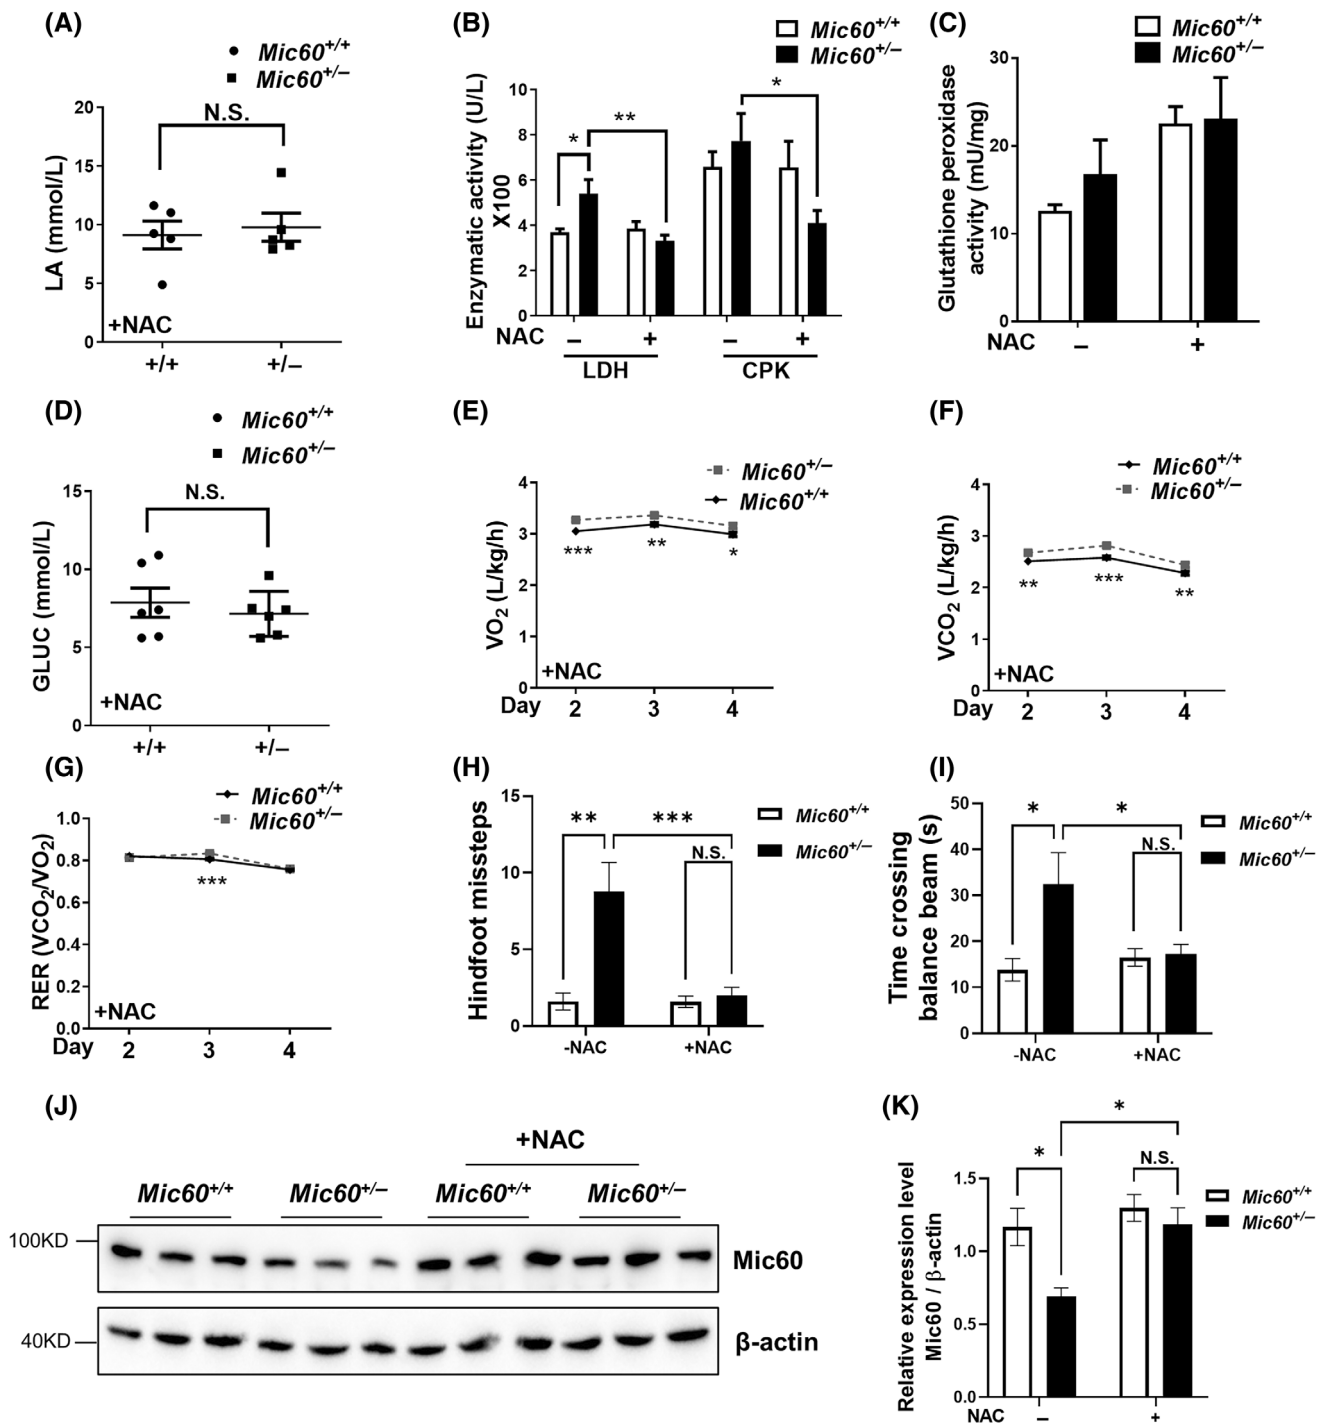 (A)
Mic60+/+
Mic60+/–
LA (mmol/L)
20
15
10
5
0
N.S.
+NAC
+/+
+/–
(B)
Mic60+/+
Mic60+/–
Enzymatic activity (U/L)
X100
10
8
6
4
2
0
*
**
*
NAC
–
+
–
+
LDH
CPK
(C)
Mic60+/+
Mic60+/–
Glutathione peroxidase
activity (mU/mg)
30
20
10
0
NAC
–
+
(D)
Mic60+/+
Mic60+/–
GLUC (mmol/L)
15
10
5
0
N.S.
+NAC
+/+
+/–
(E)
Mic60+/–
Mic60+/+
VO2 (L/kg/h)
4
3
2
1
0
***
**
*
+NAC
Day
2
3
4
(F)
Mic60+/+
Mic60+/–
VCO2 (L/kg/h)
4
3
2
1
0
**
***
**
+NAC
Day
2
3
4
(G)
Mic60+/+
Mic60+/–
RER (VCO2/VO2)
1.0
0.8
0.6
0.4
0.2
0.0
***
+NAC
Day
2
3
4
(H)
Hindfoot missteps
15
10
5
0
**
***
N.S.
Mic60+/+
Mic60+/–
-NAC
+NAC
(I)
Time crossing
balance beam (s)
50
40
30
20
10
0
*
*
N.S.
Mic60+/+
Mic60+/–
-NAC
+NAC
(J)
+NAC
Mic60+/+
Mic60+/–
Mic60+/+
Mic60+/–
100KD
Mic60
40KD
β-actin
(K)
Relative expression level
Mic60 / β-actin
1.5
1.0
0.5
0.0
*
*
N.S.
Mic60+/+
Mic60+/–
NAC
–
+